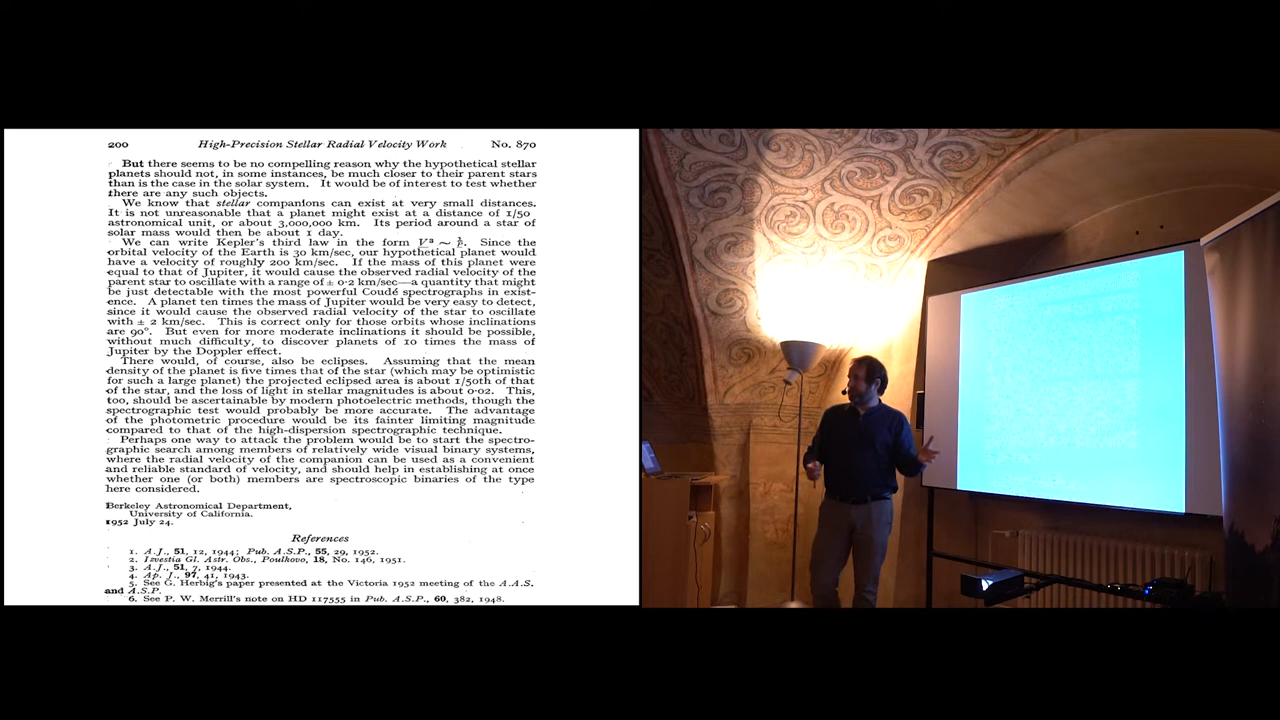 200 High-Precision Stellar Radial Velocity Work No. 870
But there seems to be no compelling reason why the hypothetical stellar
planets should not, in some instances, be much closer to their parent stars
than is the case in the solar system. It would be of interest to test whether
there are any such objects.
We know that stellar companions can exist at very small distances.
It is not unreasonable that a planet might exist at a distance of 1/50
astronomical unit, or about 3,000,000 km. Its period around a star of
solar mass would then be about 1 day.
We can write Kepler's third law in the form V³ ~ 1/P. Since the
orbital velocity of the Earth is 30 km/sec, our hypothetical planet would
have a velocity of roughly 200 km/sec. If the mass of this planet were
equal to that of Jupiter, it would cause the observed radial velocity of the
parent star to oscillate with a range of ± 0·2 km/sec—a quantity that might
be just detectable with the most powerful Coudé spectrographs in exist-
ence. A planet ten times the mass of Jupiter would be very easy to detect,
since it would cause the observed radial velocity of the star to oscillate
with ± 2 km/sec. This is correct only for those orbits whose inclinations
are 90°. But even for more moderate inclinations it should be possible,
without much difficulty, to discover planets of 10 times the mass of
Jupiter by the Doppler effect.
There would, of course, also be eclipses. Assuming that the mean
density of the planet is five times that of the star (which may be optimistic
for such a large planet) the projected eclipsed area is about 1/50th of that
of the star, and the loss of light in stellar magnitudes is about 0·02. This,
too, should be ascertainable by modern photoelectric methods, though the
spectrographic test would probably be more accurate. The advantage
of the photometric procedure would be its fainter limiting magnitude
compared to that of the high-dispersion spectrographic technique.
Perhaps one way to attack the problem would be to start the spectro-
graphic search among members of relatively wide visual binary systems,
where the radial velocity of the companion can be used as a convenient
and reliable standard of velocity, and should help in establishing at once
whether one (or both) members are spectroscopic binaries of the type
here considered.
Berkeley Astronomical Department,
University of California.
1952 July 24.
References
1. A.J., 51, 12, 1944; Pub. A.S.P., 55, 29, 1952.
2. Izvestia Gl. Astr. Obs., Poulkovo, 18, No. 146, 1951.
3. A.J., 51, 7, 1944.
4. Ap. J., 97, 41, 1943.
5. See G. Herbig's paper presented at the Victoria 1952 meeting of the A.A.S.
and A.S.P.
6. See P. W. Merrill's note on HD 117555 in Pub. A.S.P., 60, 382, 1948.